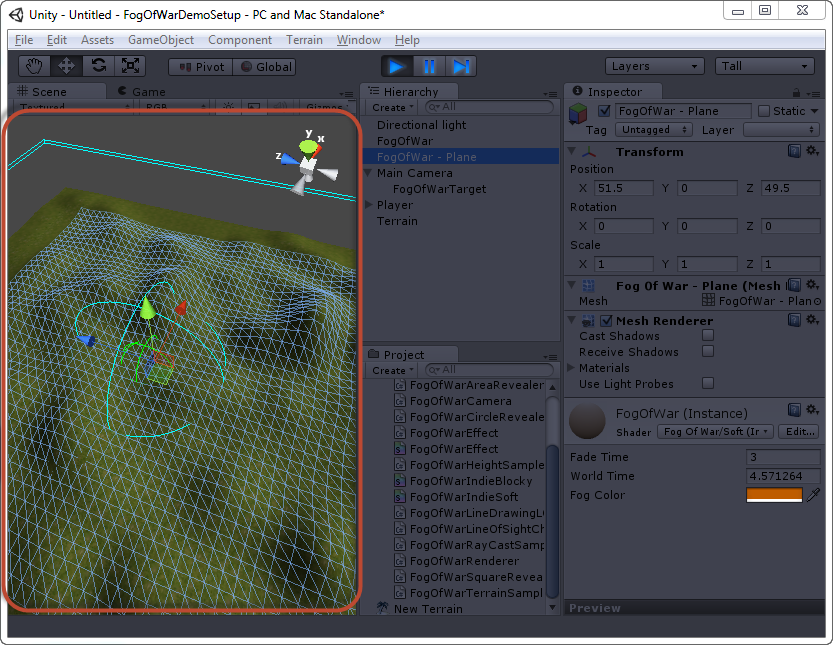 Unity - Untitled - FogOfWarDemoSetup - PC and Mac Standalone*
File Edit Assets GameObject Component Terrain Window Help
Pivot Global Layers Tall
Scene Game
Textured RGB Gizmos
y
x
z
Hierarchy
Create All
Directional light
FogOfWar
FogOfWar - Plane
Main Camera
FogOfWarTarget
Player
Terrain
Project
Create All
FogOfWarAreaRevealer
FogOfWarCamera
FogOfWarCircleReveale
FogOfWarEffect
FogOfWarEffect
FogOfWarHeightSample
FogOfWarIndieBlocky
FogOfWarIndieSoft
FogOfWarLineDrawingL
FogOfWarLineOfSightCh
FogOfWarRayCastSamp
FogOfWarRenderer
FogOfWarSquareRevea
FogOfWarTerrainSampl
New Terrain
Inspector
FogOfWar - Plane Static
Tag Untagged Layer
Transform
Position
X 51.5 Y 0 Z 49.5
Rotation
X 0 Y 0 Z 0
Scale
X 1 Y 1 Z 1
Fog Of War - Plane (Mesh
Mesh FogOfWar - Plan
Mesh Renderer
Cast Shadows
Receive Shadows
Materials
Use Light Probes
FogOfWar (Instance)
Shader Fog Of War/Soft (Ir Edit...
Fade Time 3
World Time 4.571264
Fog Color
Preview